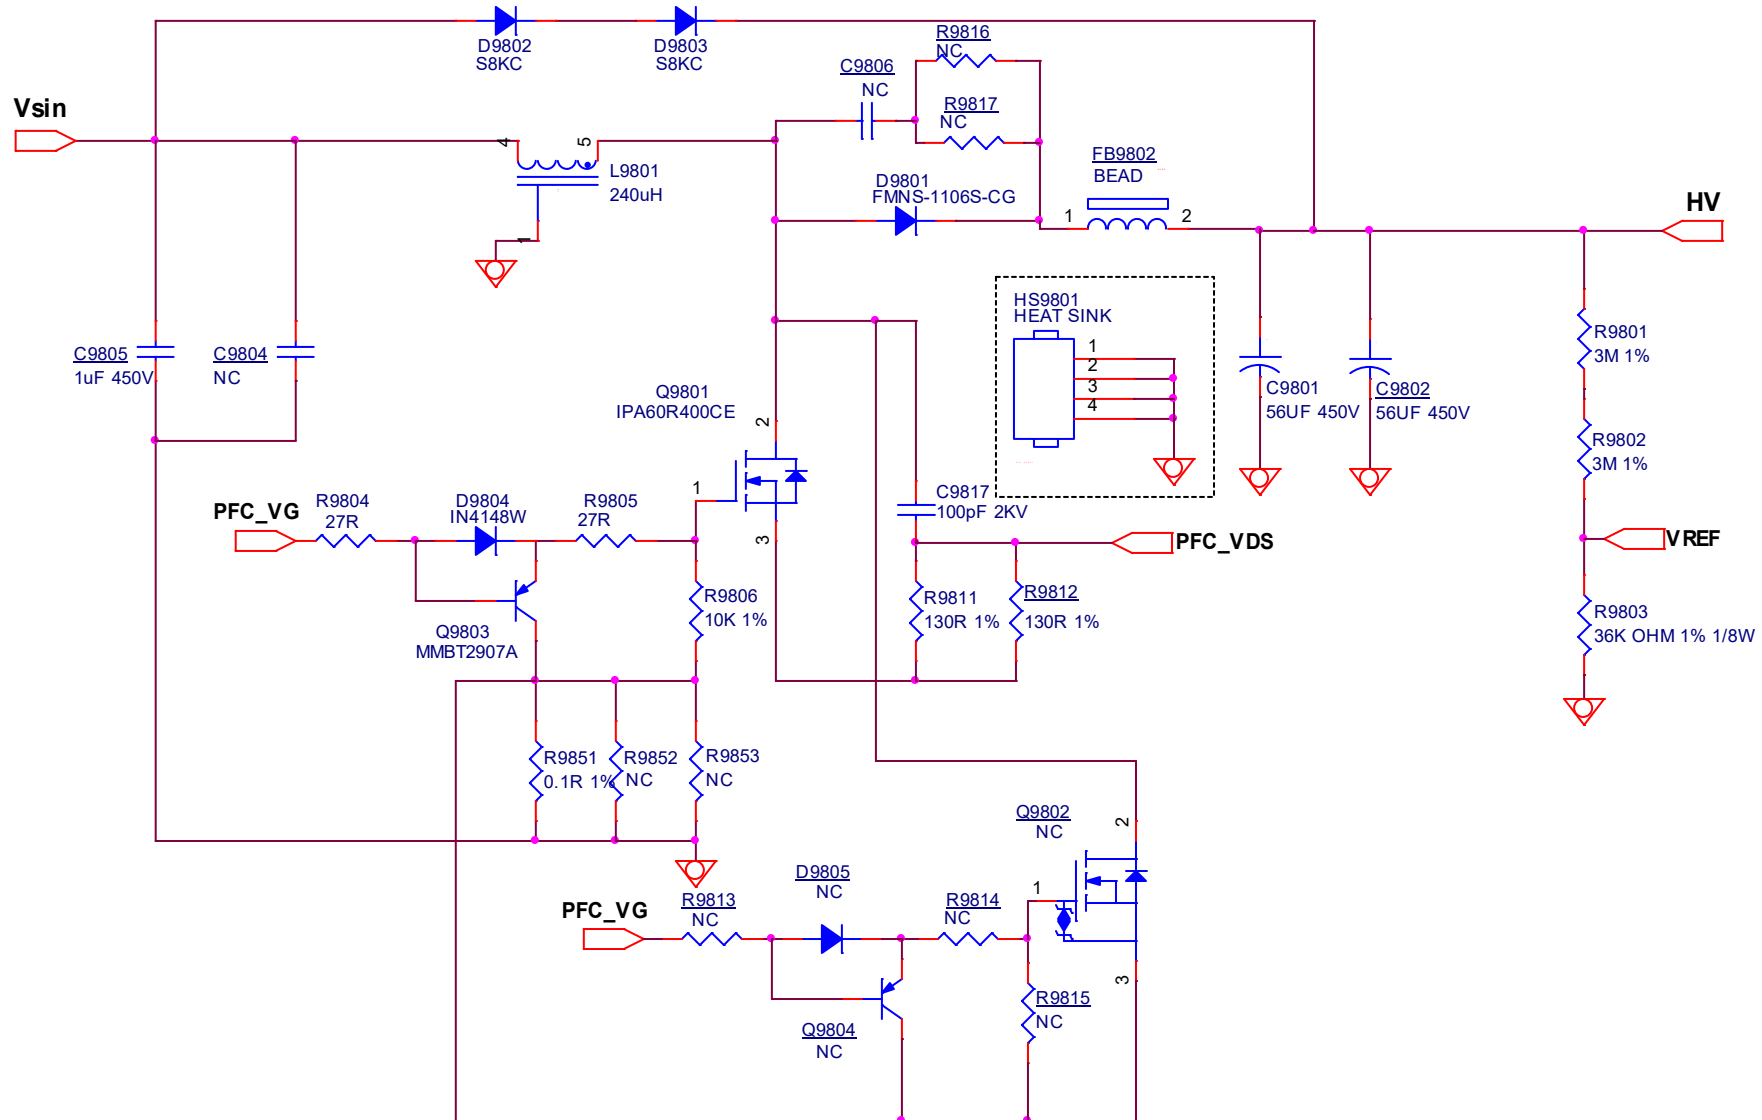 D9802
S8KC
D9803
S8KC
R9816
NC
C9806
NC
R9817
NC
Vsin
4
5
L9801
240uH
1
D9801
FMNS-1106S-CG
FB9802
BEAD
1
2
HV
HS9801
HEAT SINK
1
2
3
4
C9805
1uF 450V
C9804
NC
C9801
56UF 450V
C9802
56UF 450V
R9801
3M 1%
R9802
3M 1%
Q9801
IPA60R400CE
2
1
3
PFC_VG
R9804
27R
D9804
IN4148W
R9805
27R
C9817
100pF 2KV
PFC_VDS
VREF
Q9803
MMBT2907A
R9806
10K 1%
R9811
130R 1%
R9812
130R 1%
R9803
36K OHM 1% 1/8W
R9851
0.1R 1%
R9852
NC
R9853
NC
Q9802
NC
2
1
3
PFC_VG
R9813
NC
D9805
NC
R9814
NC
Q9804
NC
R9815
NC